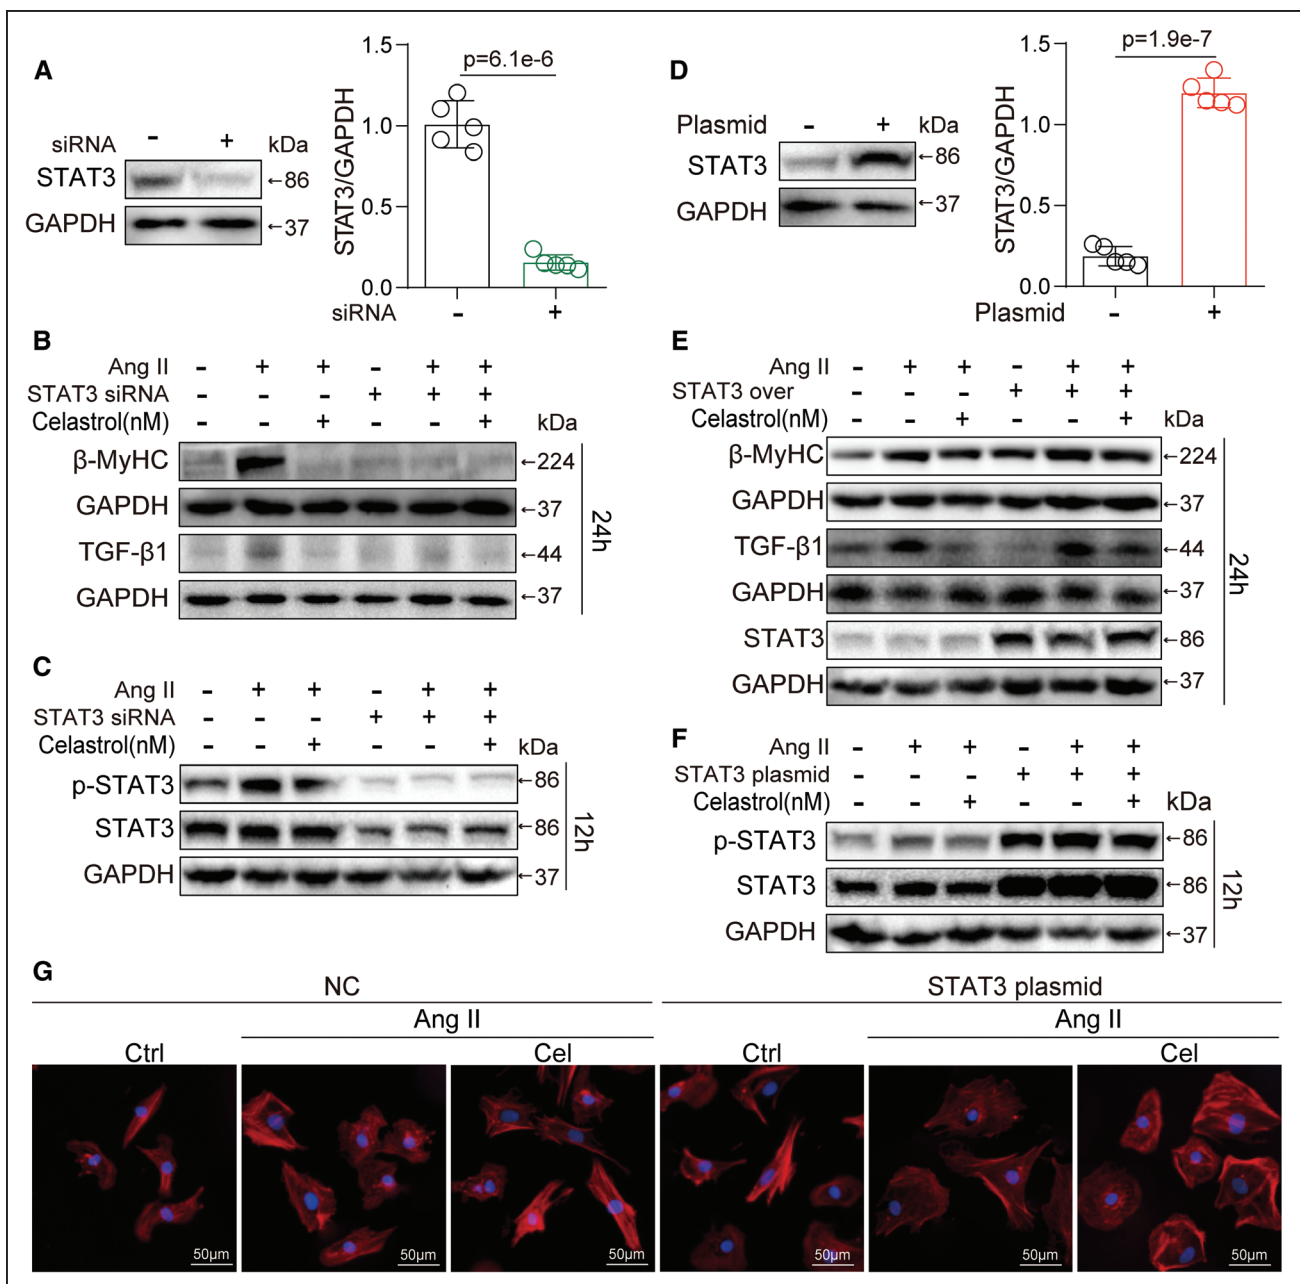 A
siRNA - + kDa
STAT3 ←86
GAPDH ←37
STAT3/GAPDH
1.5
1.0
0.5
0.0
p=6.1e-6
siRNA - +
D
Plasmid - + kDa
STAT3 ←86
GAPDH ←37
STAT3/GAPDH
1.5
1.0
0.5
0.0
p=1.9e-7
Plasmid - +
B
Ang II - + + - + +
STAT3 siRNA - - - + + +
Celastrol(nM) - - + - - + kDa
β-MyHC ←224
GAPDH ←37
TGF-β1 ←44
GAPDH ←37
24h
E
Ang II - + + - + +
STAT3 over - - - + + +
Celastrol(nM) - - + - - + kDa
β-MyHC ←224
GAPDH ←37
TGF-β1 ←44
GAPDH ←37
STAT3 ←86
GAPDH ←37
24h
C
Ang II - + + - + +
STAT3 siRNA - - - + + +
Celastrol(nM) - - + - - + kDa
p-STAT3 ←86
STAT3 ←86
GAPDH ←37
12h
F
Ang II - + + - + +
STAT3 plasmid - - - + + +
Celastrol(nM) - - + - - + kDa
p-STAT3 ←86
STAT3 ←86
GAPDH ←37
12h
G
NC STAT3 plasmid
Ang II Ang II
Ctrl Cel Ctrl Cel
50μm 50μm 50μm 50μm 50μm 50μm